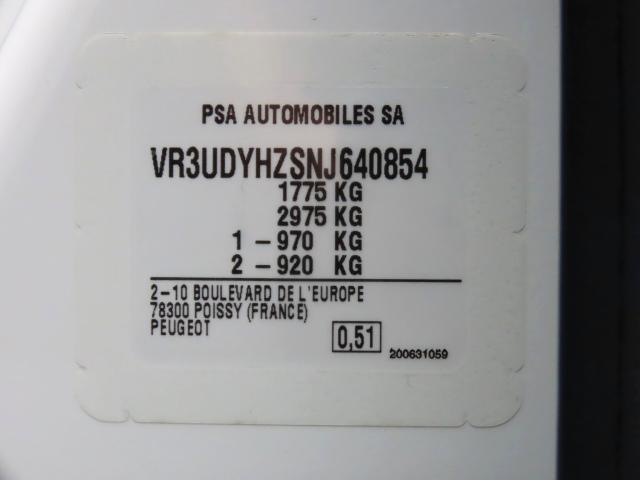 PSA AUTOMOBILES SA
VR3UDYHZSNJ640854
1775 KG
2975 KG
1 – 970 KG
2 – 920 KG
2–10 BOULEVARD DE L'EUROPE
78300 POISSY (FRANCE)
PEUGEOT
0,51
200631059